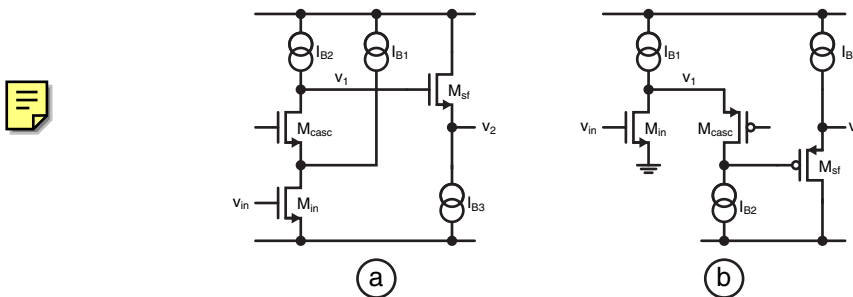 I_B2
I_B1
v_1
M_sf
M_casc
v_2
v_in
M_in
I_B3
a
I_B1
I_B
v_1
v_in
M_in
M_casc
v
M_sf
I_B2
b